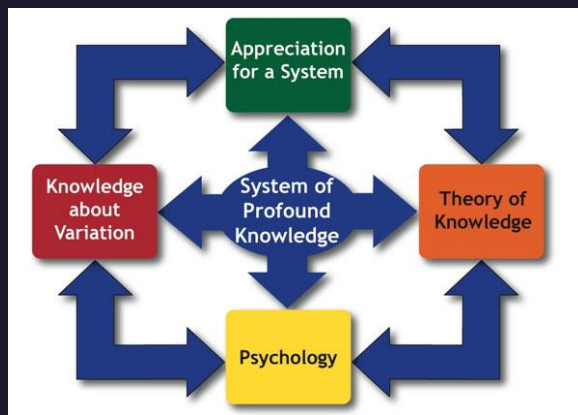 Appreciation
for a System
Knowledge
about
Variation
System of
Profound
Knowledge
Theory of
Knowledge
Psychology